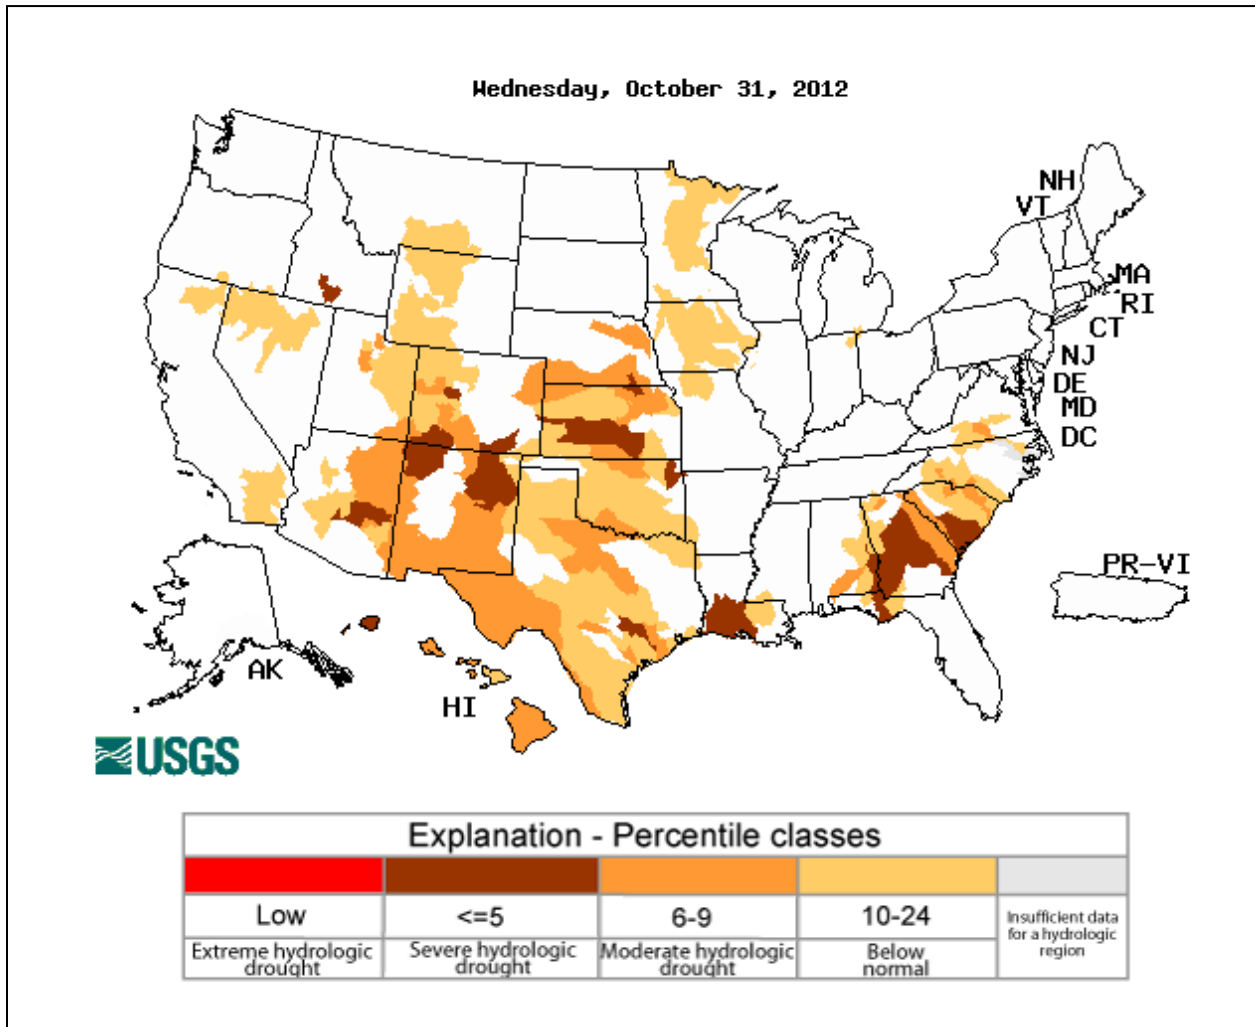 Wednesday, October 31, 2012
NH
VT
MA
RI
CT
NJ
DE
MD
DC
PR-VI
AK
HI
USGS
Explanation - Percentile classes
Low
<=5
6-9
10-24
Insufficient data
for a hydrologic
region
Extreme hydrologic
drought
Severe hydrologic
drought
Moderate hydrologic
drought
Below
normal